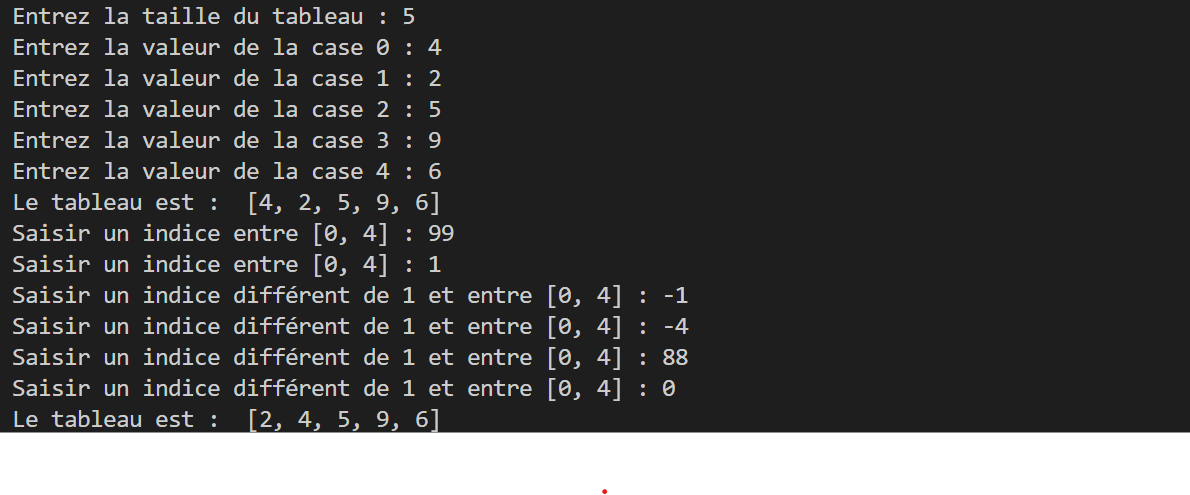 Entrez la taille du tableau : 5
Entrez la valeur de la case 0 : 4
Entrez la valeur de la case 1 : 2
Entrez la valeur de la case 2 : 5
Entrez la valeur de la case 3 : 9
Entrez la valeur de la case 4 : 6
Le tableau est :  [4, 2, 5, 9, 6]
Saisir un indice entre [0, 4] : 99
Saisir un indice entre [0, 4] : 1
Saisir un indice différent de 1 et entre [0, 4] : -1
Saisir un indice différent de 1 et entre [0, 4] : -4
Saisir un indice différent de 1 et entre [0, 4] : 88
Saisir un indice différent de 1 et entre [0, 4] : 0
Le tableau est :  [2, 4, 5, 9, 6]